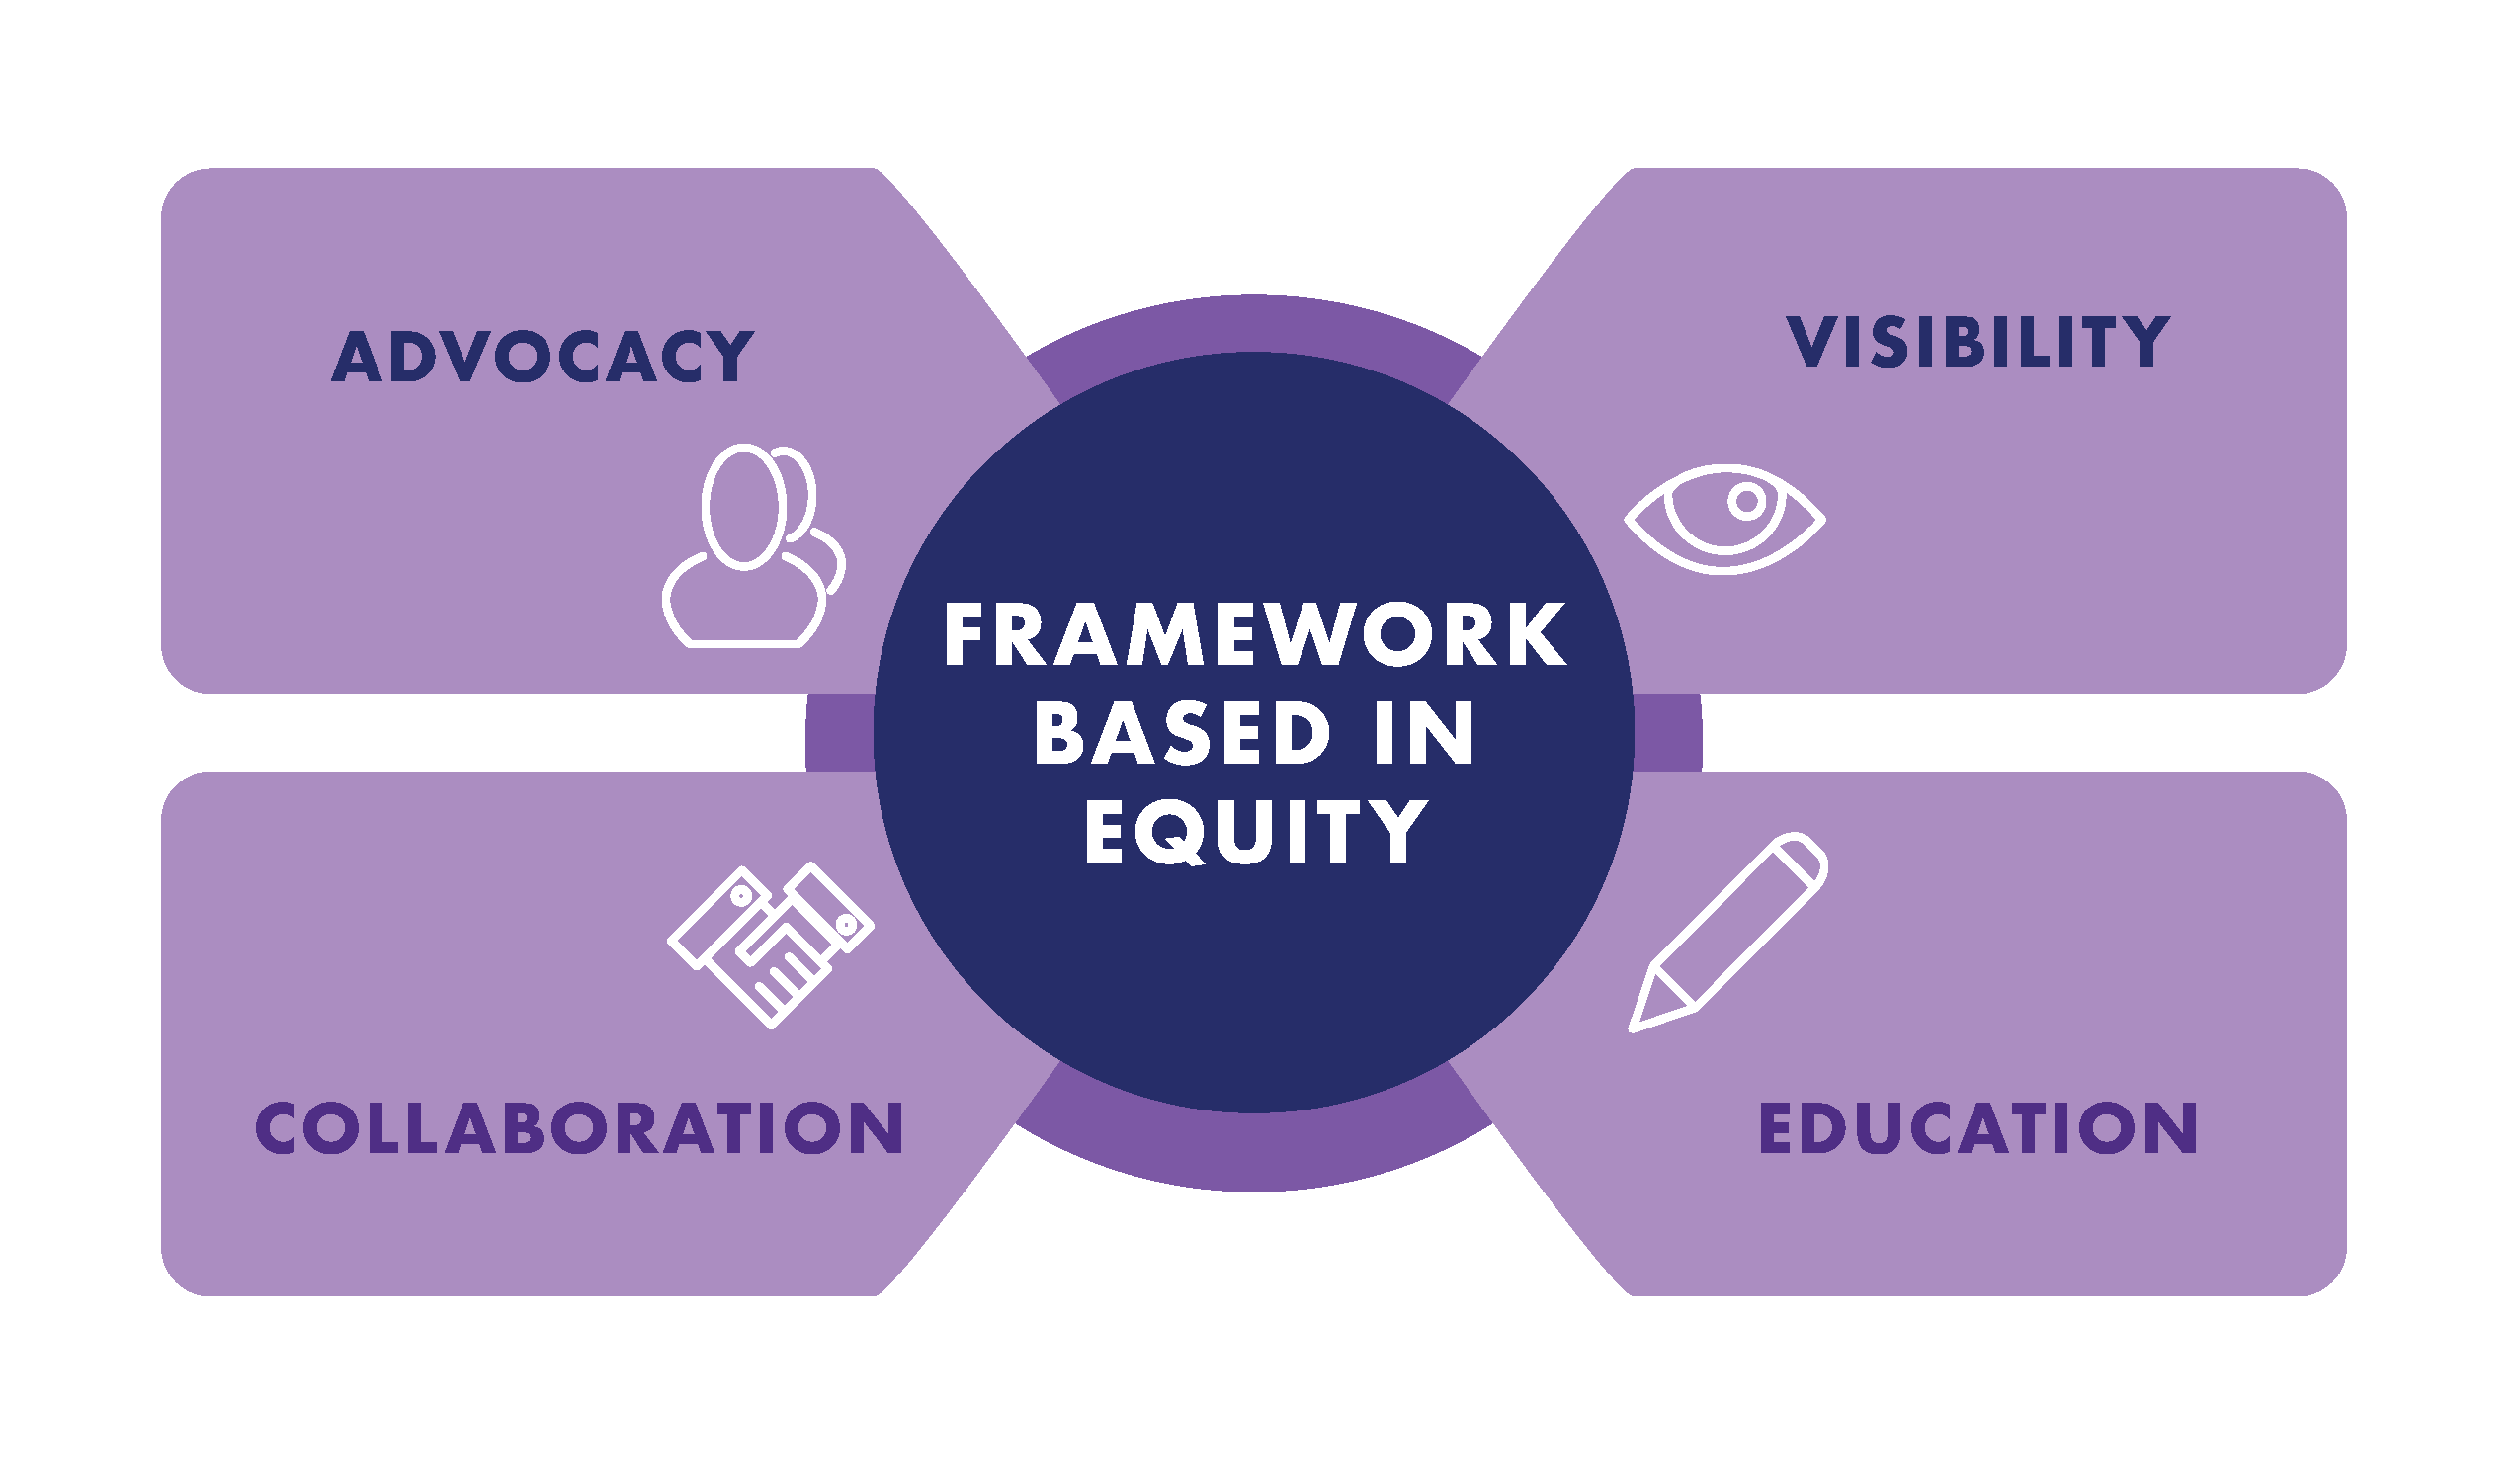 ADVOCACY
VISIBILITY
FRAMEWORK
BASED IN
EQUITY
COLLABORATION
EDUCATION